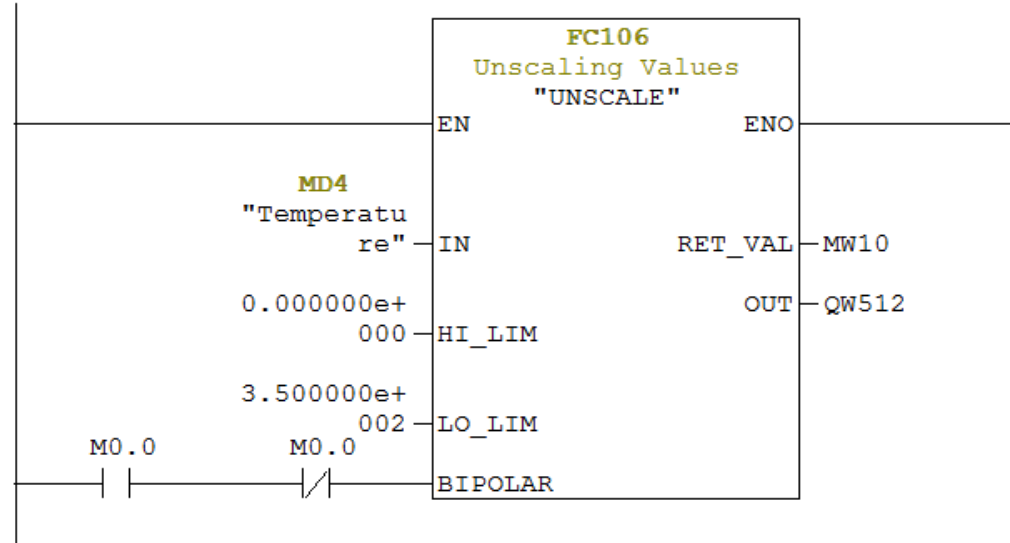 FC106
Unscaling Values
"UNSCALE"
EN
ENO
MD4
"Temperatu
re"
IN
RET_VAL
MW10
0.000000e+
000
HI_LIM
OUT
QW512
3.500000e+
002
LO_LIM
M0.0
M0.0
BIPOLAR